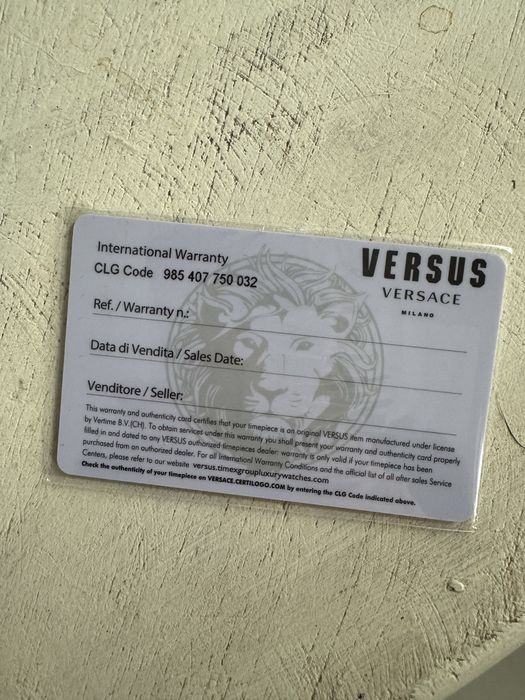 International Warranty
CLG Code 985 407 750 032
VERSUS
VERSACE
MILANO
Ref. / Warranty n.:
Data di Vendita / Sales Date:
Venditore / Seller:
This warranty and authenticity card certifies that your timepiece is an original VERSUS item manufactured under license
by Vertime B.V.(CH). To obtain services under this warranty you shall present your warranty and authenticity card properly
filled in and dated to any VERSUS authorized timepieces dealer: warranty is only valid if your timepiece has been
purchased from an authorized dealer. For all International Warranty Conditions and the official list of all after sales Service
Centers, please refer to our website versus.timexgroupluxurywatches.com
Check the authenticity of your timepiece on VERSACE.CERTILOGO.COM by entering the CLG Code indicated above.